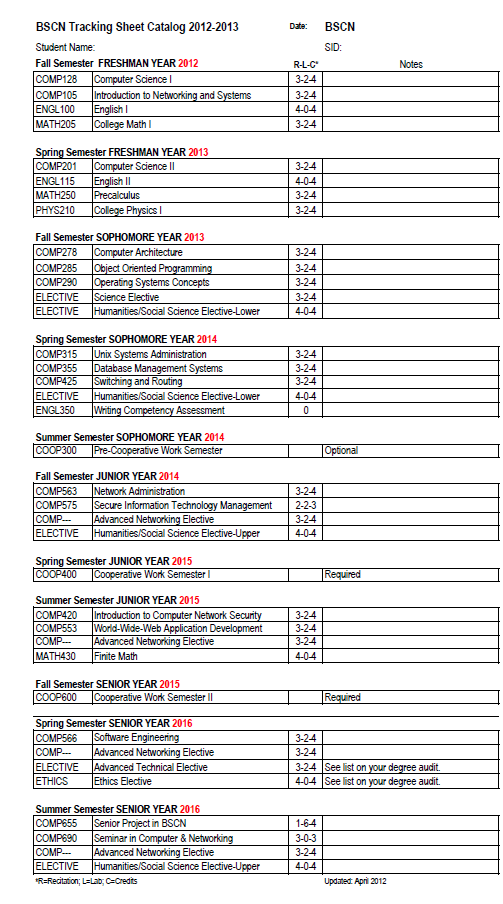 BSCN Tracking Sheet Catalog 2012-2013 Date: BSCN
Student Name: SID:
Fall Semester FRESHMAN YEAR 2012 R-L-C* Notes
COMP128 Computer Science I 3-2-4
COMP105 Introduction to Networking and Systems 3-2-4
ENGL100 English I 4-0-4
MATH205 College Math I 3-2-4
Spring Semester FRESHMAN YEAR 2013
COMP201 Computer Science II 3-2-4
ENGL115 English II 4-0-4
MATH250 Precalculus 3-2-4
PHYS210 College Physics I 3-2-4
Fall Semester SOPHOMORE YEAR 2013
COMP278 Computer Architecture 3-2-4
COMP285 Object Oriented Programming 3-2-4
COMP290 Operating Systems Concepts 3-2-4
ELECTIVE Science Elective 3-2-4
ELECTIVE Humanities/Social Science Elective-Lower 4-0-4
Spring Semester SOPHOMORE YEAR 2014
COMP315 Unix Systems Administration 3-2-4
COMP355 Database Management Systems 3-2-4
COMP425 Switching and Routing 3-2-4
ELECTIVE Humanities/Social Science Elective-Lower 4-0-4
ENGL350 Writing Competency Assessment 0
Summer Semester SOPHOMORE YEAR 2014
COOP300 Pre-Cooperative Work Semester Optional
Fall Semester JUNIOR YEAR 2014
COMP563 Network Administration 3-2-4
COMP575 Secure Information Technology Management 2-2-3
COMP--- Advanced Networking Elective 3-2-4
ELECTIVE Humanities/Social Science Elective-Upper 4-0-4
Spring Semester JUNIOR YEAR 2015
COOP400 Cooperative Work Semester I Required
Summer Semester JUNIOR YEAR 2015
COMP420 Introduction to Computer Network Security 3-2-4
COMP553 World-Wide-Web Application Development 3-2-4
COMP--- Advanced Networking Elective 3-2-4
MATH430 Finite Math 4-0-4
Fall Semester SENIOR YEAR 2015
COOP600 Cooperative Work Semester II Required
Spring Semester SENIOR YEAR 2016
COMP566 Software Engineering 3-2-4
COMP--- Advanced Networking Elective 3-2-4
ELECTIVE Advanced Technical Elective 3-2-4 See list on your degree audit.
ETHICS Ethics Elective 4-0-4 See list on your degree audit.
Summer Semester SENIOR YEAR 2016
COMP655 Senior Project in BSCN 1-6-4
COMP690 Seminar in Computer & Networking 3-0-3
COMP--- Advanced Networking Elective 3-2-4
ELECTIVE Humanities/Social Science Elective-Upper 4-0-4
*R=Recitation; L=Lab; C=Credits Updated: April 2012